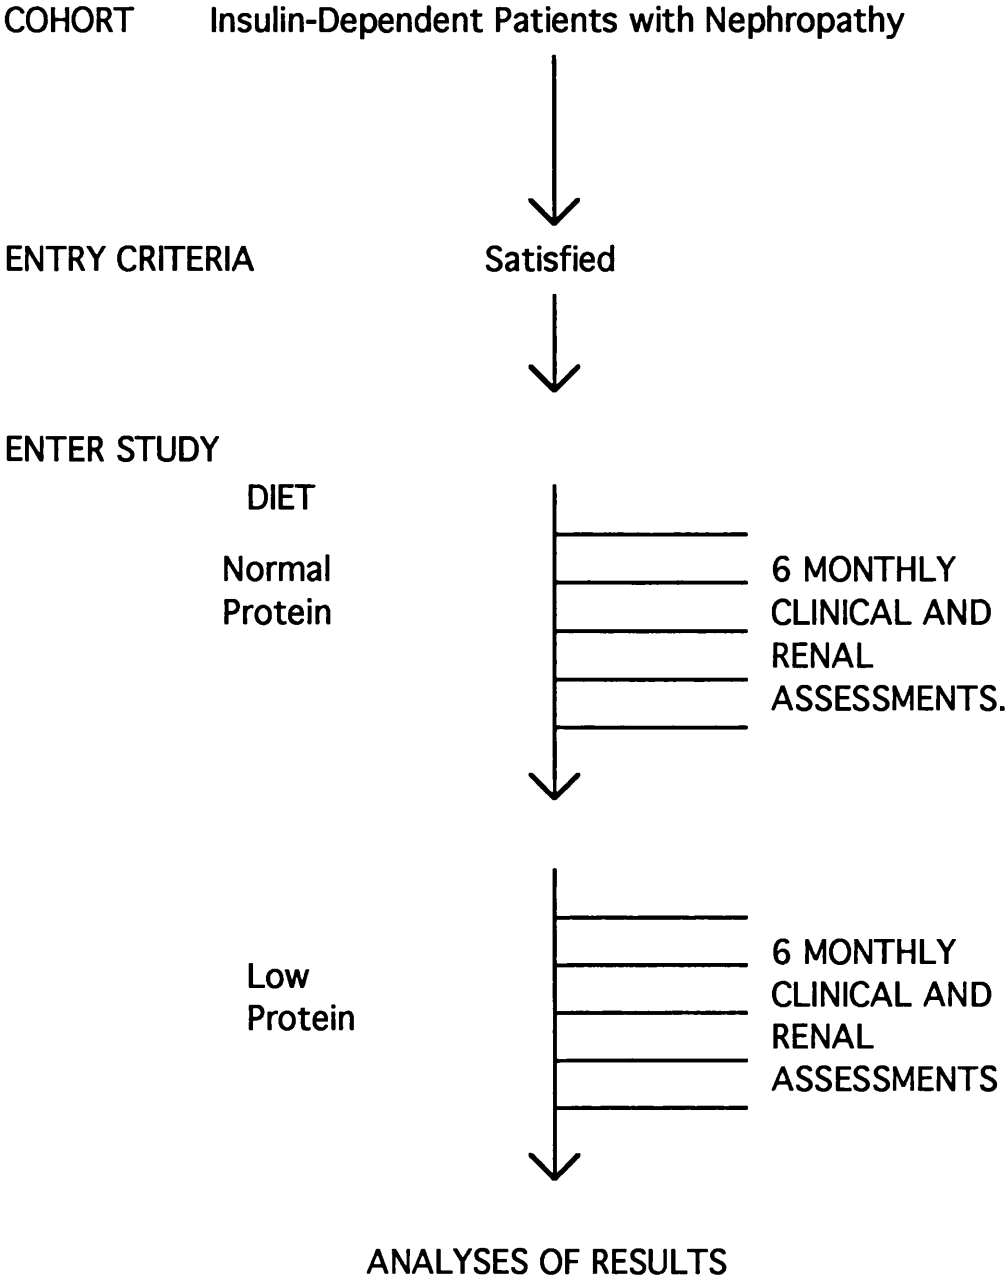 COHORT Insulin-Dependent Patients with Nephropathy
ENTRY CRITERIA Satisfied
ENTER STUDY
DIET
Normal
Protein
6 MONTHLY
CLINICAL AND
RENAL
ASSESSMENTS.
Low
Protein
6 MONTHLY
CLINICAL AND
RENAL
ASSESSMENTS
ANALYSES OF RESULTS